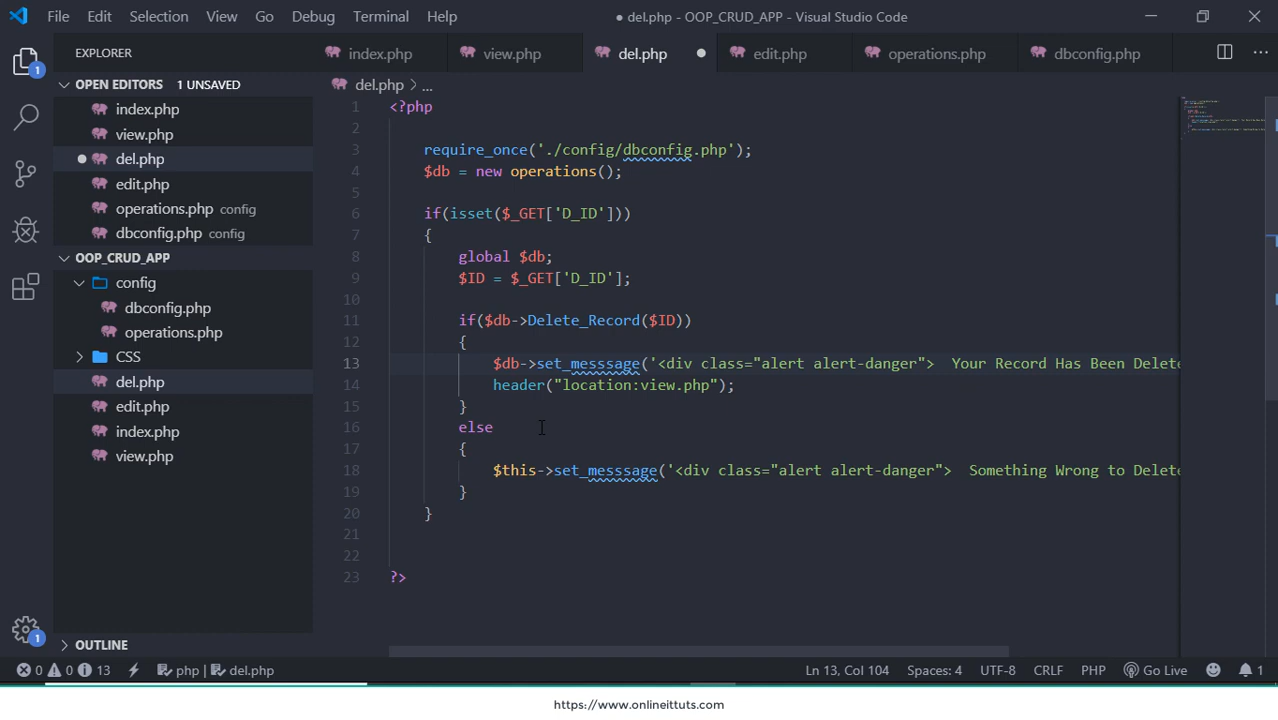 File Edit Selection View Go Debug Terminal Help
● del.php - OOP_CRUD_APP - Visual Studio Code
EXPLORER
index.php view.php del.php edit.php operations.php dbconfig.php
OPEN EDITORS 1 UNSAVED
index.php
view.php
del.php
edit.php
operations.php config
dbconfig.php config
OOP_CRUD_APP
config
dbconfig.php
operations.php
CSS
del.php
edit.php
index.php
view.php
OUTLINE
1
1
del.php > ...
1 <?php
2
3 require_once('./config/dbconfig.php');
4 $db = new operations();
5
6 if(isset($_GET['D_ID']))
7 {
8 global $db;
9 $ID = $_GET['D_ID'];
10
11 if($db->Delete_Record($ID))
12 {
13 $db->set_messsage('<div class="alert alert-danger">  Your Record Has Been Delete
14 header("location:view.php");
15 }
16 else
17 {
18 $this->set_messsage('<div class="alert alert-danger">  Something Wrong to Delete
19 }
20 }
21
22
23 ?>
0 0 13 php | del.php Ln 13, Col 104 Spaces: 4 UTF-8 CRLF PHP Go Live 1
https://www.onlineittuts.com